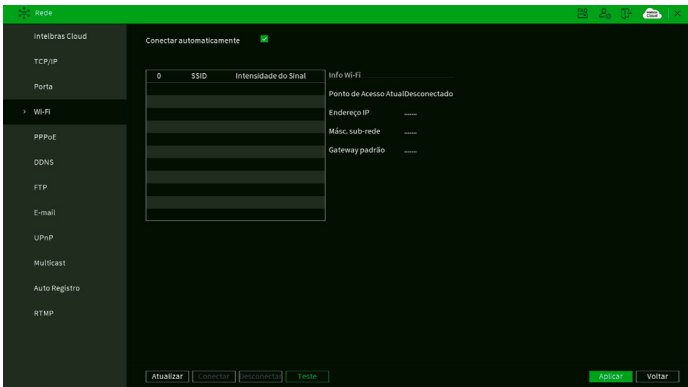 Rede
Intelbras Cloud
TCP/IP
Porta
Wi-Fi
PPPoE
DDNS
FTP
E-mail
UPnP
Multicast
Auto Registro
RTMP
Conectar automaticamente
0 SSID Intensidade do Sinal
Info Wi-Fi
Ponto de Acesso AtualDesconectado
Endereço IP ......
Másc. sub-rede ......
Gateway padrão ......
Atualizar Conectar Desconectar Teste
Aplicar Voltar